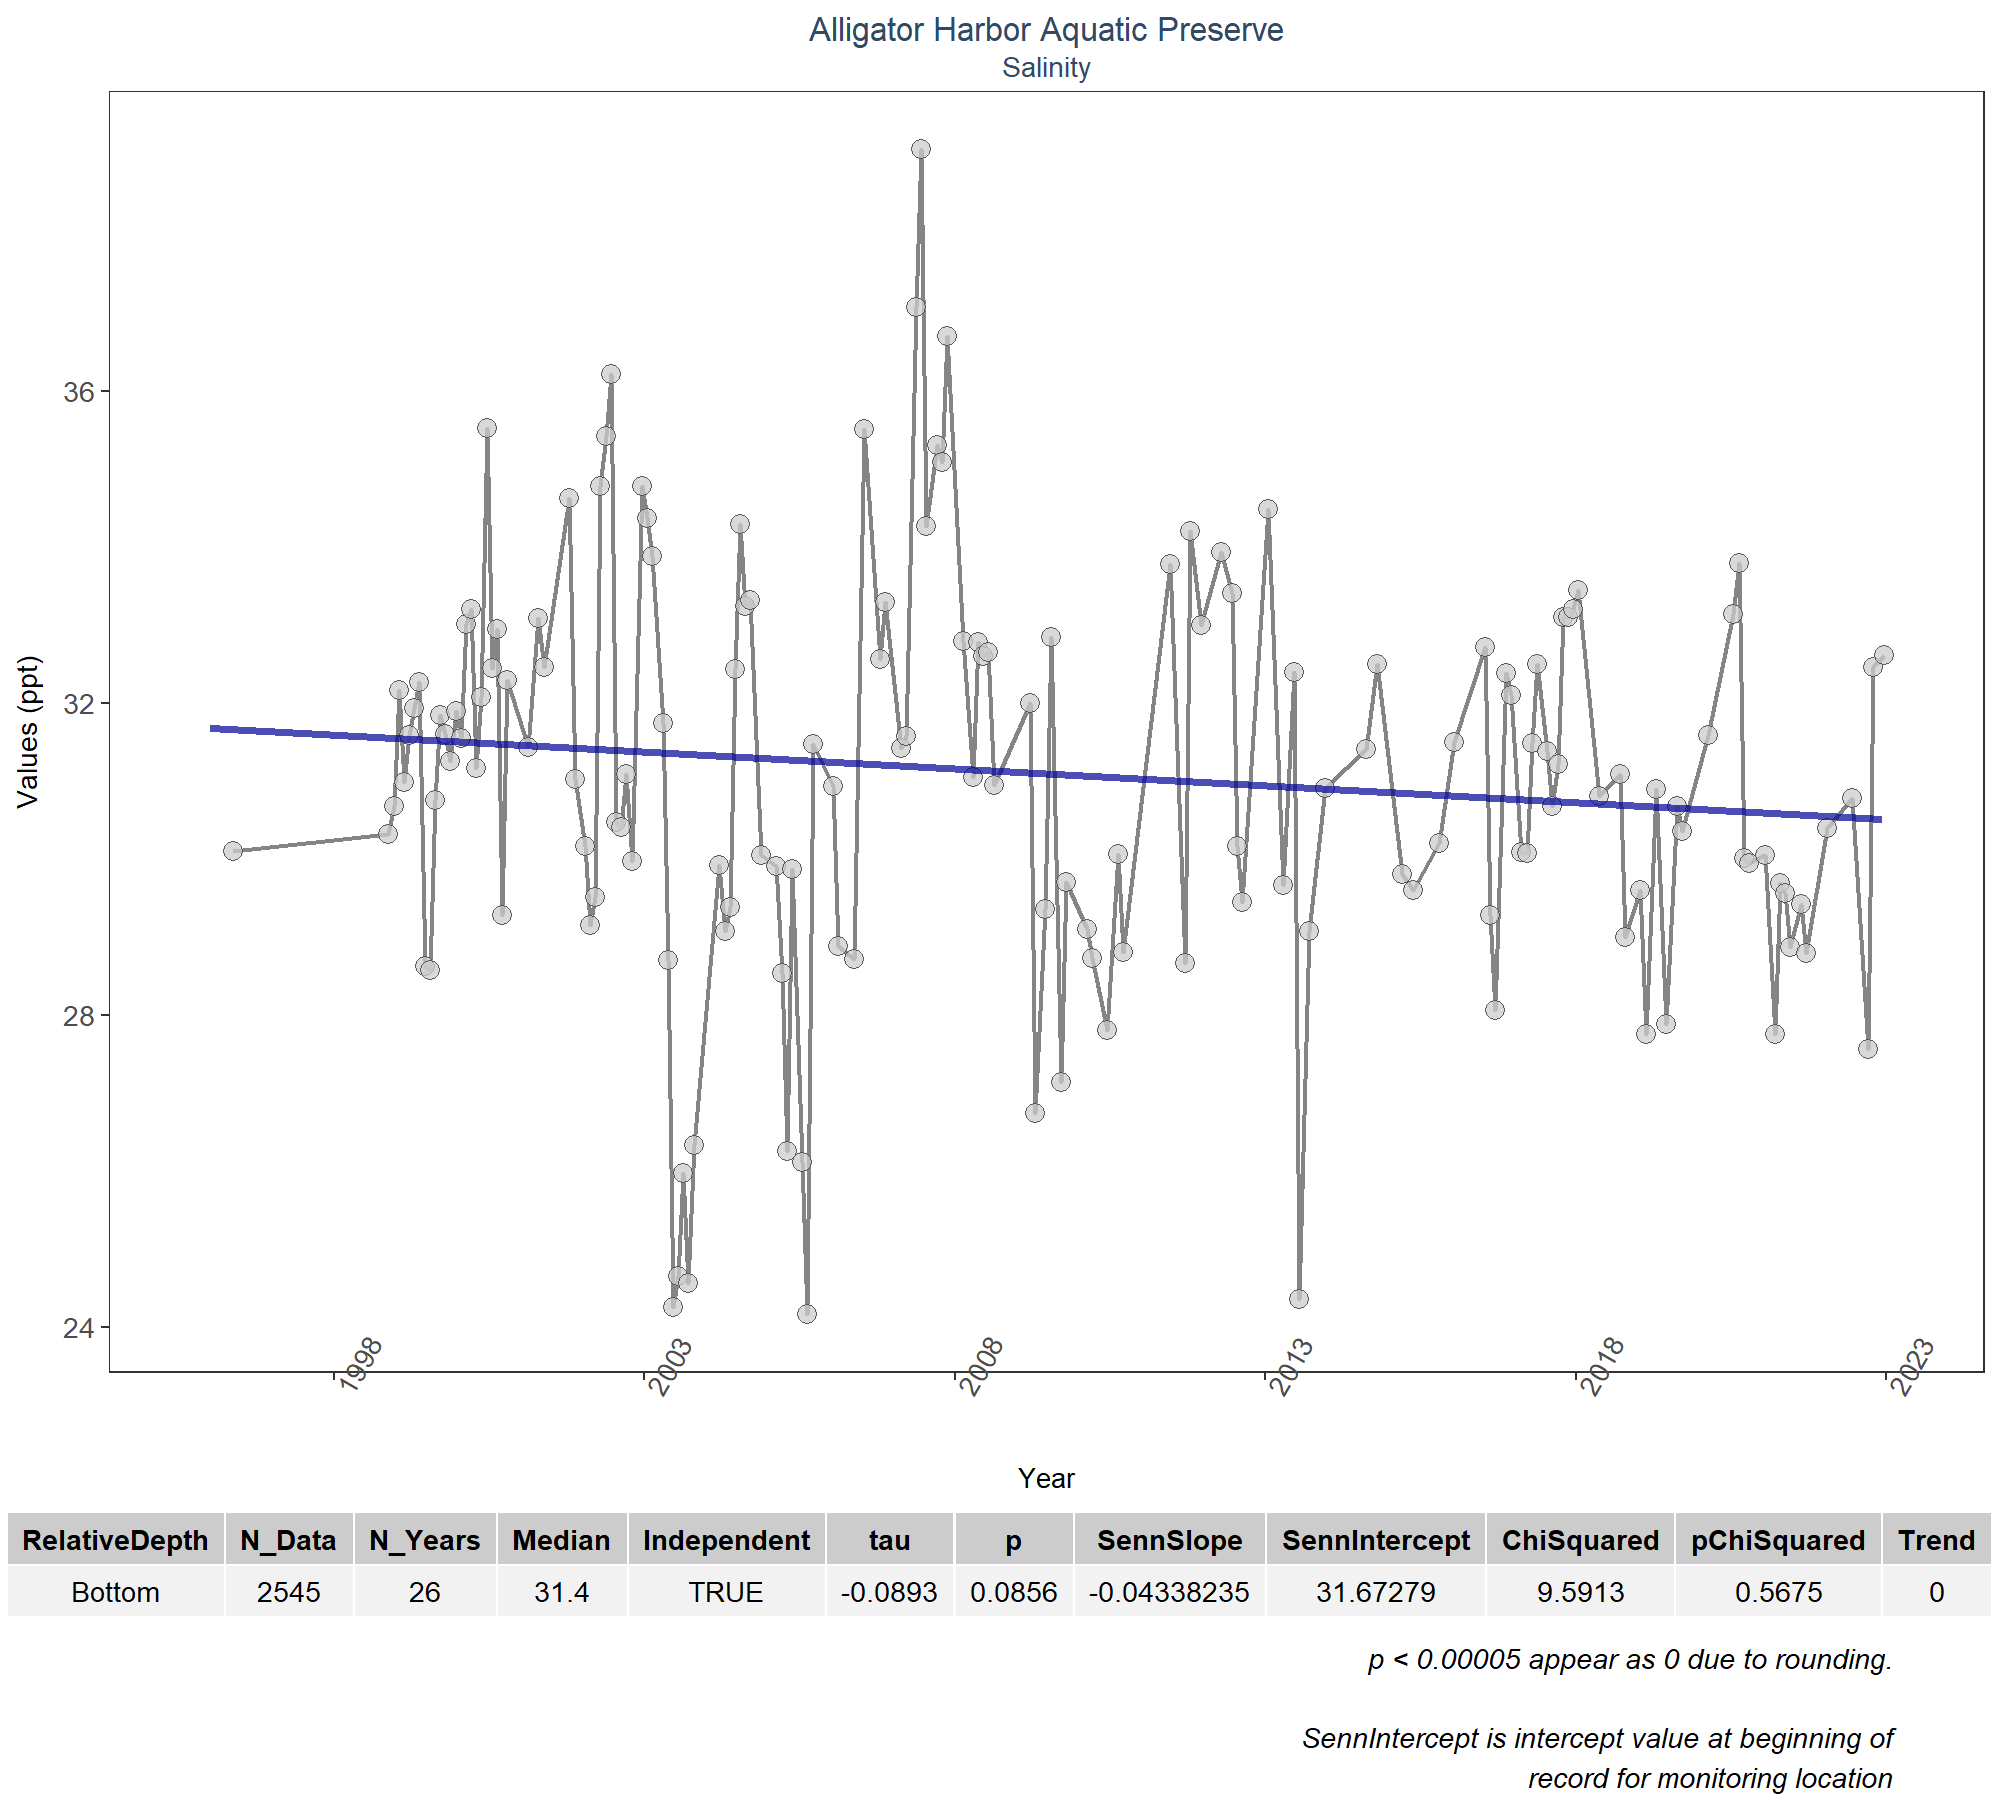 Alligator Harbor Aquatic Preserve
Salinity
Values (ppt)
36
32
28
24
1998 2003 2008 2013 2018 2023
Year
RelativeDepth N_Data N_Years Median Independent tau p SennSlope SennIntercept ChiSquared pChiSquared Trend
Bottom 2545 26 31.4 TRUE -0.0893 0.0856 -0.04338235 31.67279 9.5913 0.5675 0
p < 0.00005 appear as 0 due to rounding.
SennIntercept is intercept value at beginning of
record for monitoring location